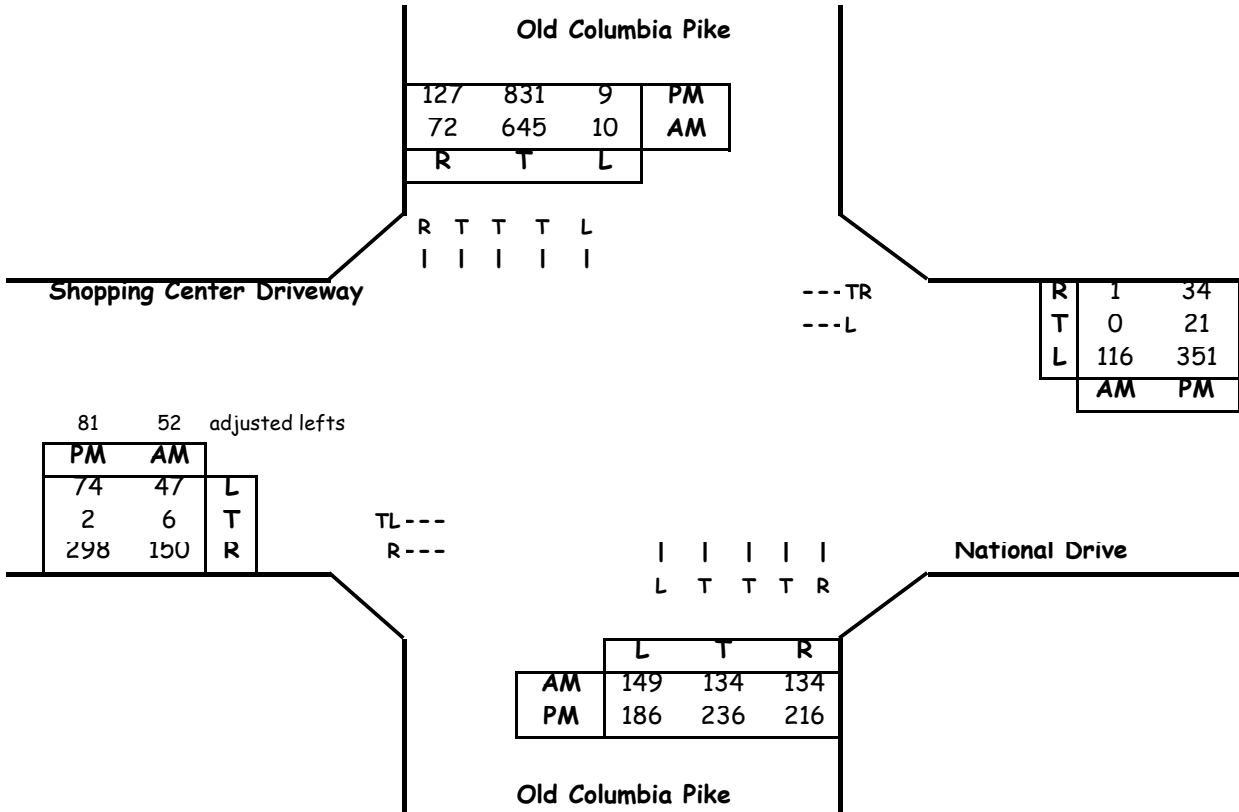 Old Columbia Pike
127 831 9 PM
72 645 10 AM
R T L
R T T T L
Shopping Center Driveway
---TR
---L
R 1 34
T 0 21
L 116 351
AM PM
81 52 adjusted lefts
PM AM
74 47 L
2 6 T
298 150 R
TL---
R---
National Drive
L T T T R
L T R
AM 149 134 134
PM 186 236 216
Old Columbia Pike